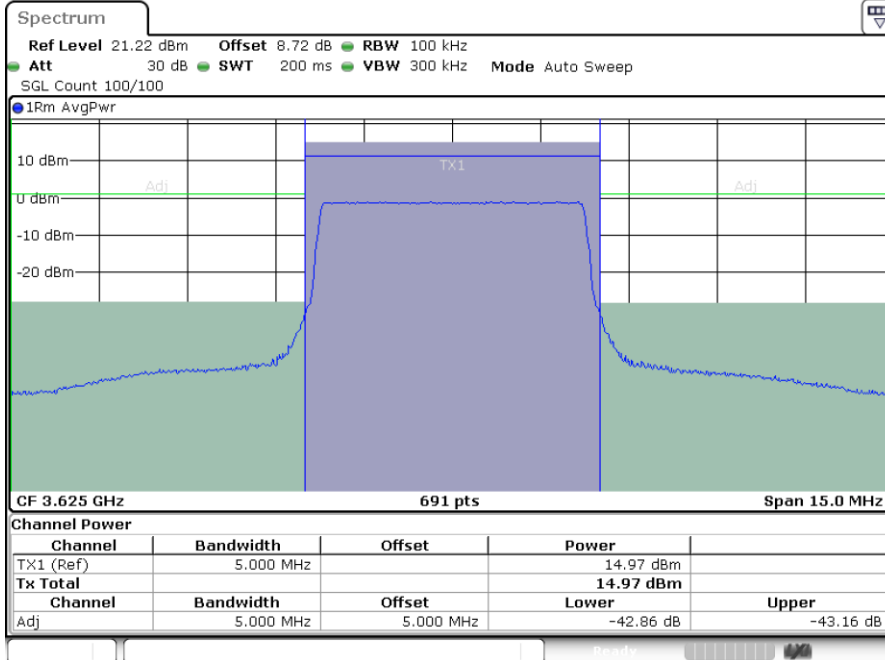 Spectrum
Ref Level 21.22 dBm Offset 8.72 dB RBW 100 kHz
Att 30 dB SWT 200 ms VBW 300 kHz Mode Auto Sweep
SGL Count 100/100
1Rm AvgPwr
10 dBm
TX1
Adj Adj
0 dBm
-10 dBm
-20 dBm
CF 3.625 GHz 691 pts Span 15.0 MHz
Channel Power
Channel Bandwidth Offset Power
TX1 (Ref) 5.000 MHz 14.97 dBm
Tx Total 14.97 dBm
Channel Bandwidth Offset Lower Upper
Adj 5.000 MHz 5.000 MHz -42.86 dB -43.16 dB
Ready